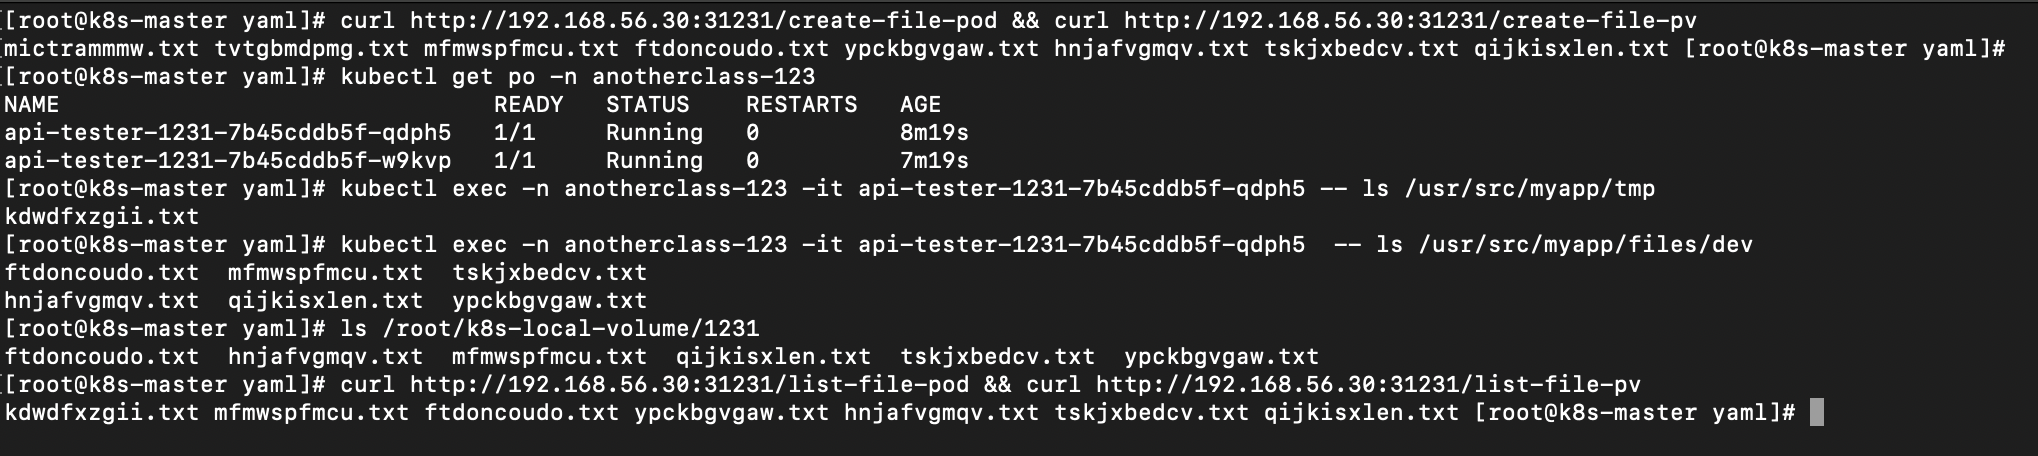 [root@k8s-master yaml]# curl http://192.168.56.30:31231/create-file-pod && curl http://192.168.56.30:31231/create-file-pv
mictrammmw.txt tvtgbmdpmg.txt mfmwspfmcu.txt ftdoncoudo.txt ypckbgvgaw.txt hnjafvgmqv.txt tskjxbedcv.txt qijkisxlen.txt [root@k8s-master yaml]#
[root@k8s-master yaml]# kubectl get po -n anotherclass-123
NAME                               READY   STATUS    RESTARTS   AGE
api-tester-1231-7b45cddb5f-qdph5   1/1     Running   0          8m19s
api-tester-1231-7b45cddb5f-w9kvp   1/1     Running   0          7m19s
[root@k8s-master yaml]# kubectl exec -n anotherclass-123 -it api-tester-1231-7b45cddb5f-qdph5 -- ls /usr/src/myapp/tmp
kdwdfxzgii.txt
[root@k8s-master yaml]# kubectl exec -n anotherclass-123 -it api-tester-1231-7b45cddb5f-qdph5  -- ls /usr/src/myapp/files/dev
ftdoncoudo.txt  mfmwspfmcu.txt  tskjxbedcv.txt
hnjafvgmqv.txt  qijkisxlen.txt  ypckbgvgaw.txt
[root@k8s-master yaml]# ls /root/k8s-local-volume/1231
ftdoncoudo.txt  hnjafvgmqv.txt  mfmwspfmcu.txt  qijkisxlen.txt  tskjxbedcv.txt  ypckbgvgaw.txt
[root@k8s-master yaml]# curl http://192.168.56.30:31231/list-file-pod && curl http://192.168.56.30:31231/list-file-pv
kdwdfxzgii.txt mfmwspfmcu.txt ftdoncoudo.txt ypckbgvgaw.txt hnjafvgmqv.txt tskjxbedcv.txt qijkisxlen.txt [root@k8s-master yaml]#